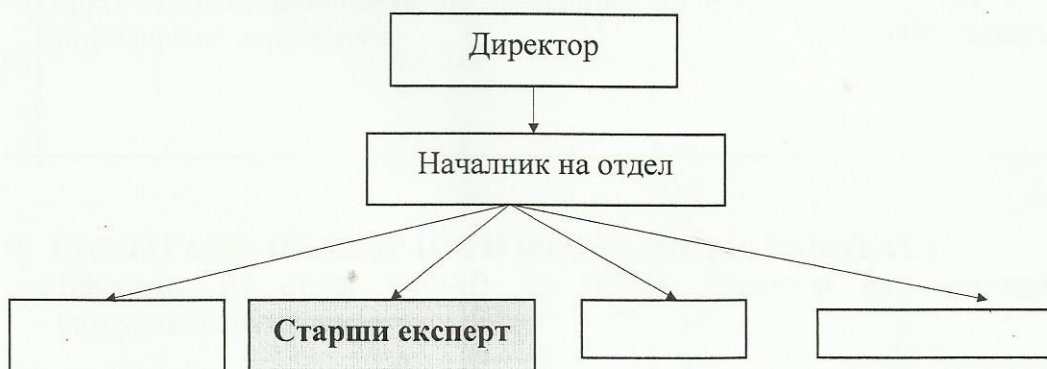 Директор
Началник на отдел
Старши експерт